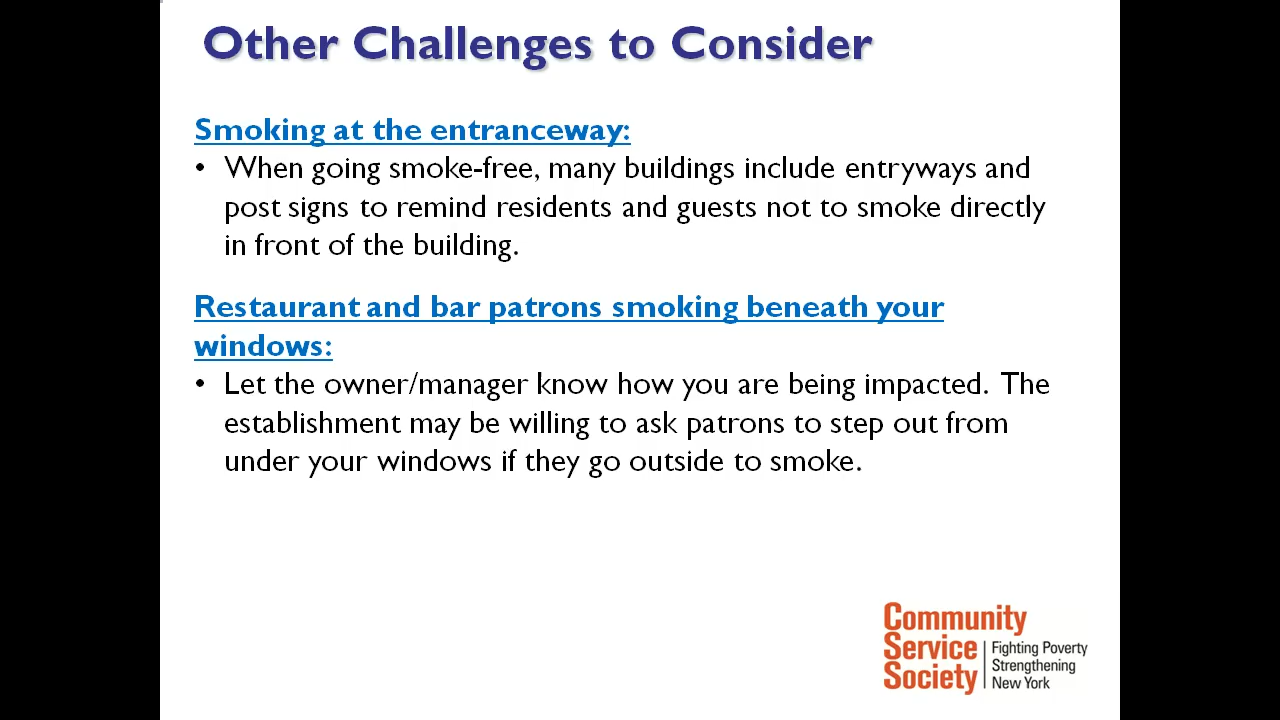 Other Challenges to Consider
Smoking at the entranceway:
• When going smoke-free, many buildings include entryways and
post signs to remind residents and guests not to smoke directly
in front of the building.
Restaurant and bar patrons smoking beneath your
windows:
• Let the owner/manager know how you are being impacted. The
establishment may be willing to ask patrons to step out from
under your windows if they go outside to smoke.
Community
Service
Society
Fighting Poverty
Strengthening
New York